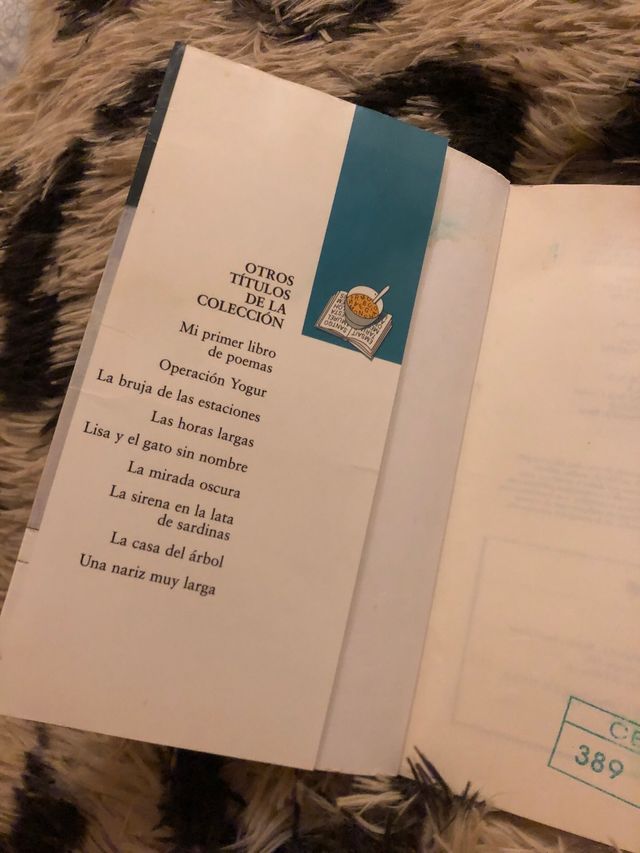 OTROS
TÍTULOS
DE LA
COLECCIÓN
Mi primer libro
de poemas
Operación Yogur
La bruja de las estaciones
Las horas largas
Lisa y el gato sin nombre
La mirada oscura
La sirena en la lata
de sardinas
La casa del árbol
Una nariz muy larga
389